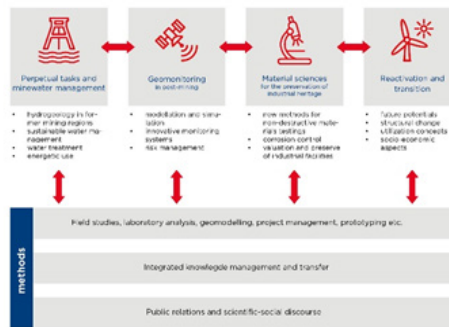 Perpetual tasks and
minewater management
Geomonitoring
in post-mining
Material sciences
for the preservation of
industrial heritage
Reactivation and
transition
• hydrogeology in for-
mer mining regions
• sustainable water ma-
nagement
• water treatment
• energetic use
• modellation and simu-
lation
• innovative monitoring
systems
• risk management
• new methods for
non-destructive mate-
rials testings
• corrosion control
• valuation and preserve
of industrial facilities
• future potentials
• structural change
• utilization concepts
• socio economic
aspects
methods
Field studies, laboratory analysis, geomodelling, project management, prototyping etc.
Integrated knowlegde management and transfer
Public relations and scientific-social discourse